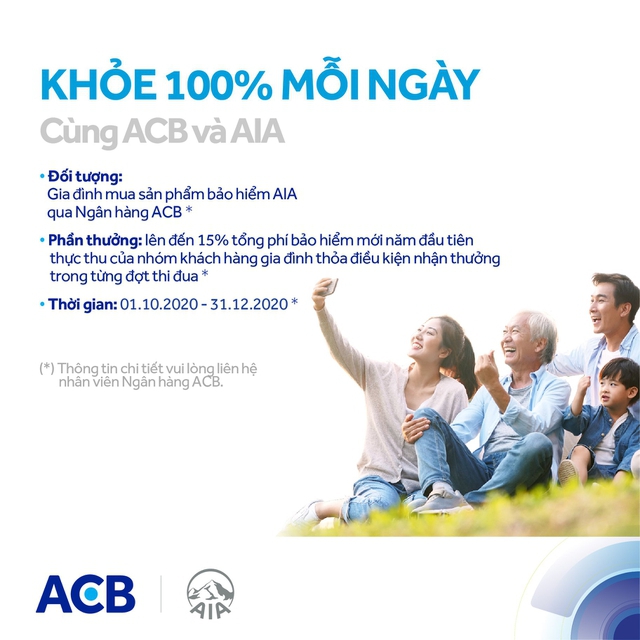 KHỎE 100% MỖI NGÀY
Cùng ACB và AIA
• Đối tượng:
Gia đình mua sản phẩm bảo hiểm AIA
qua Ngân hàng ACB *
• Phần thưởng: lên đến 15% tổng phí bảo hiểm mới năm đầu tiên
thực thu của nhóm khách hàng gia đình thỏa điều kiện nhận thưởng
trong từng đợt thi đua *
• Thời gian: 01.10.2020 - 31.12.2020 *
(*) Thông tin chi tiết vui lòng liên hệ
nhân viên Ngân hàng ACB.
ACB
AIA